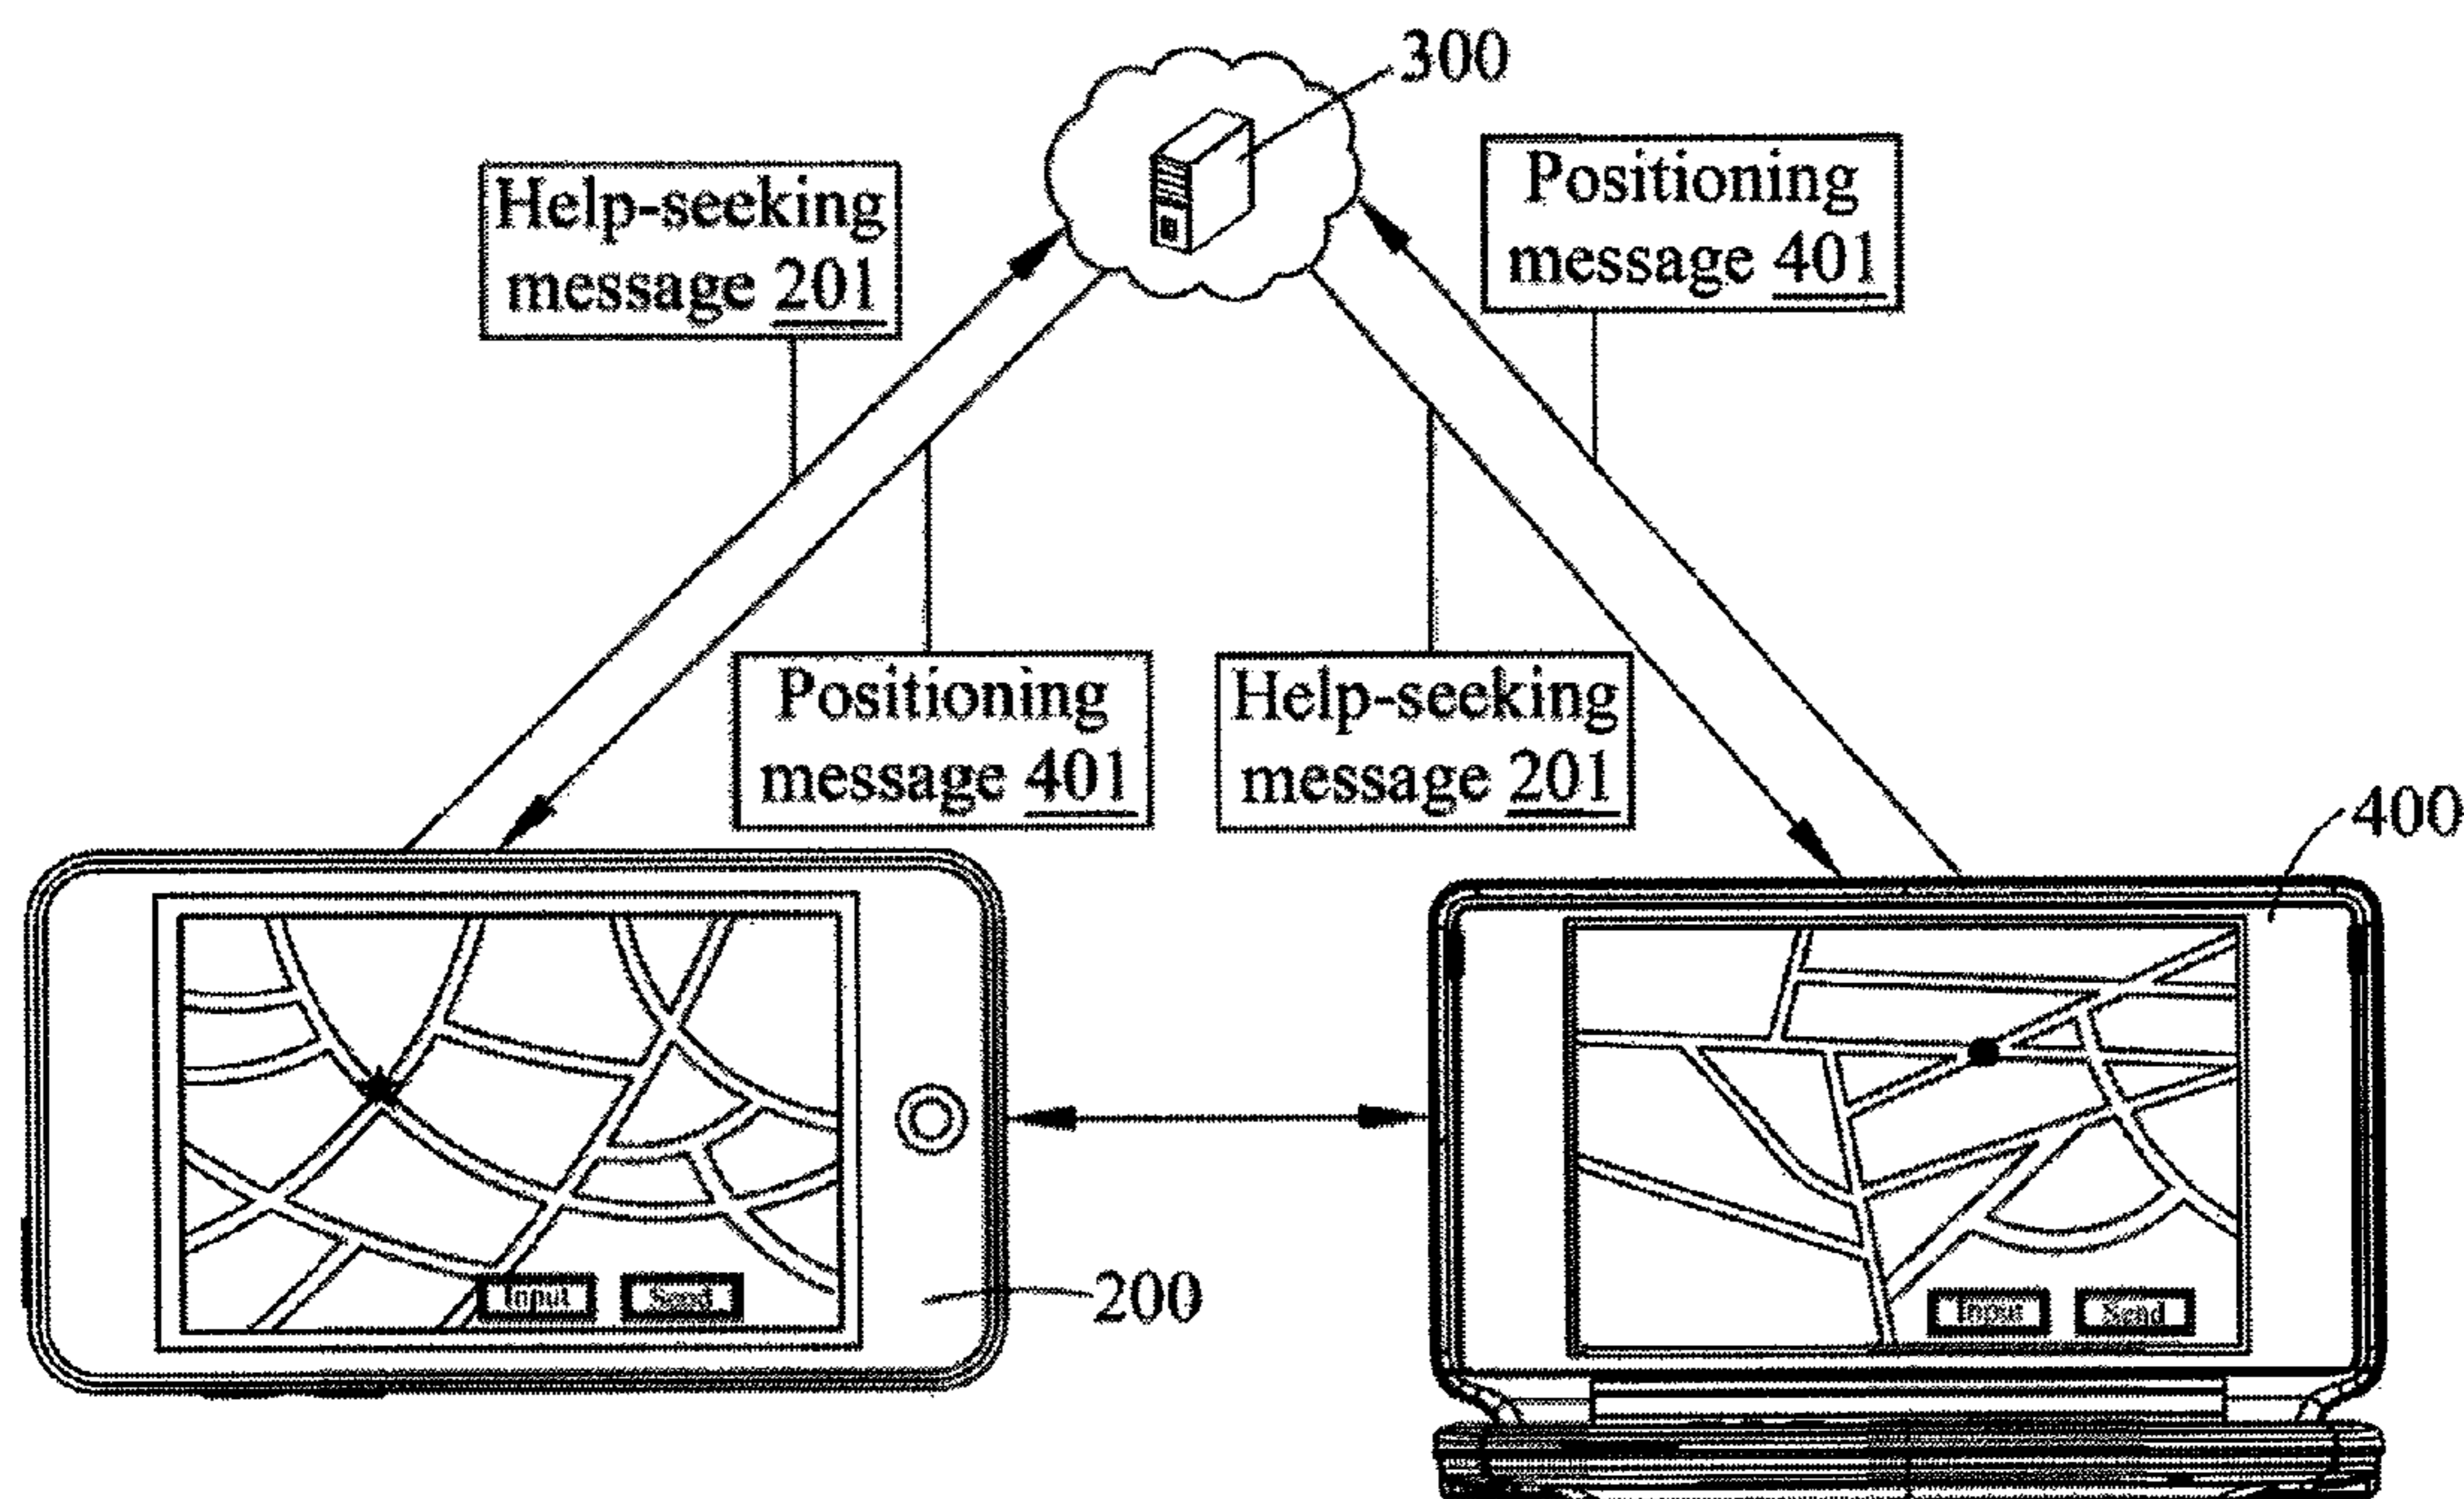 300
Help-seeking
message 201
Positioning
message 401
Positioning
message 401
Help-seeking
message 201
400
200
Input
Send
Input
Send